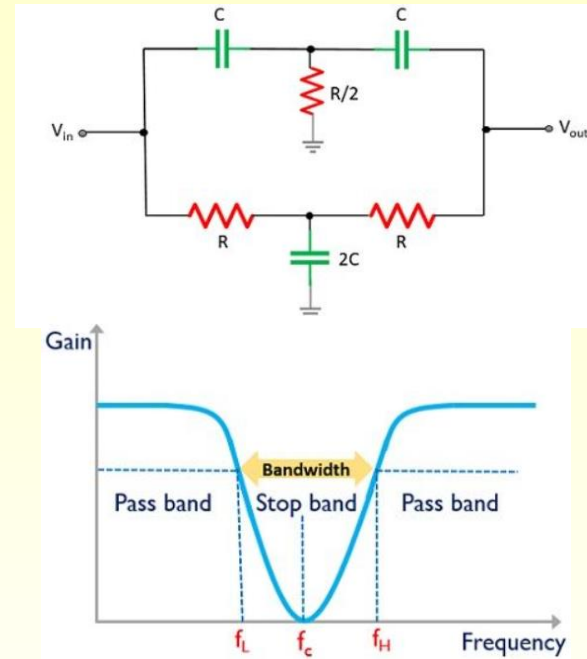 C
C
R/2
V_in
V_out
R
R
2C
Gain
Bandwidth
Pass band
Stop band
Pass band
f_L
f_c
f_H
Frequency